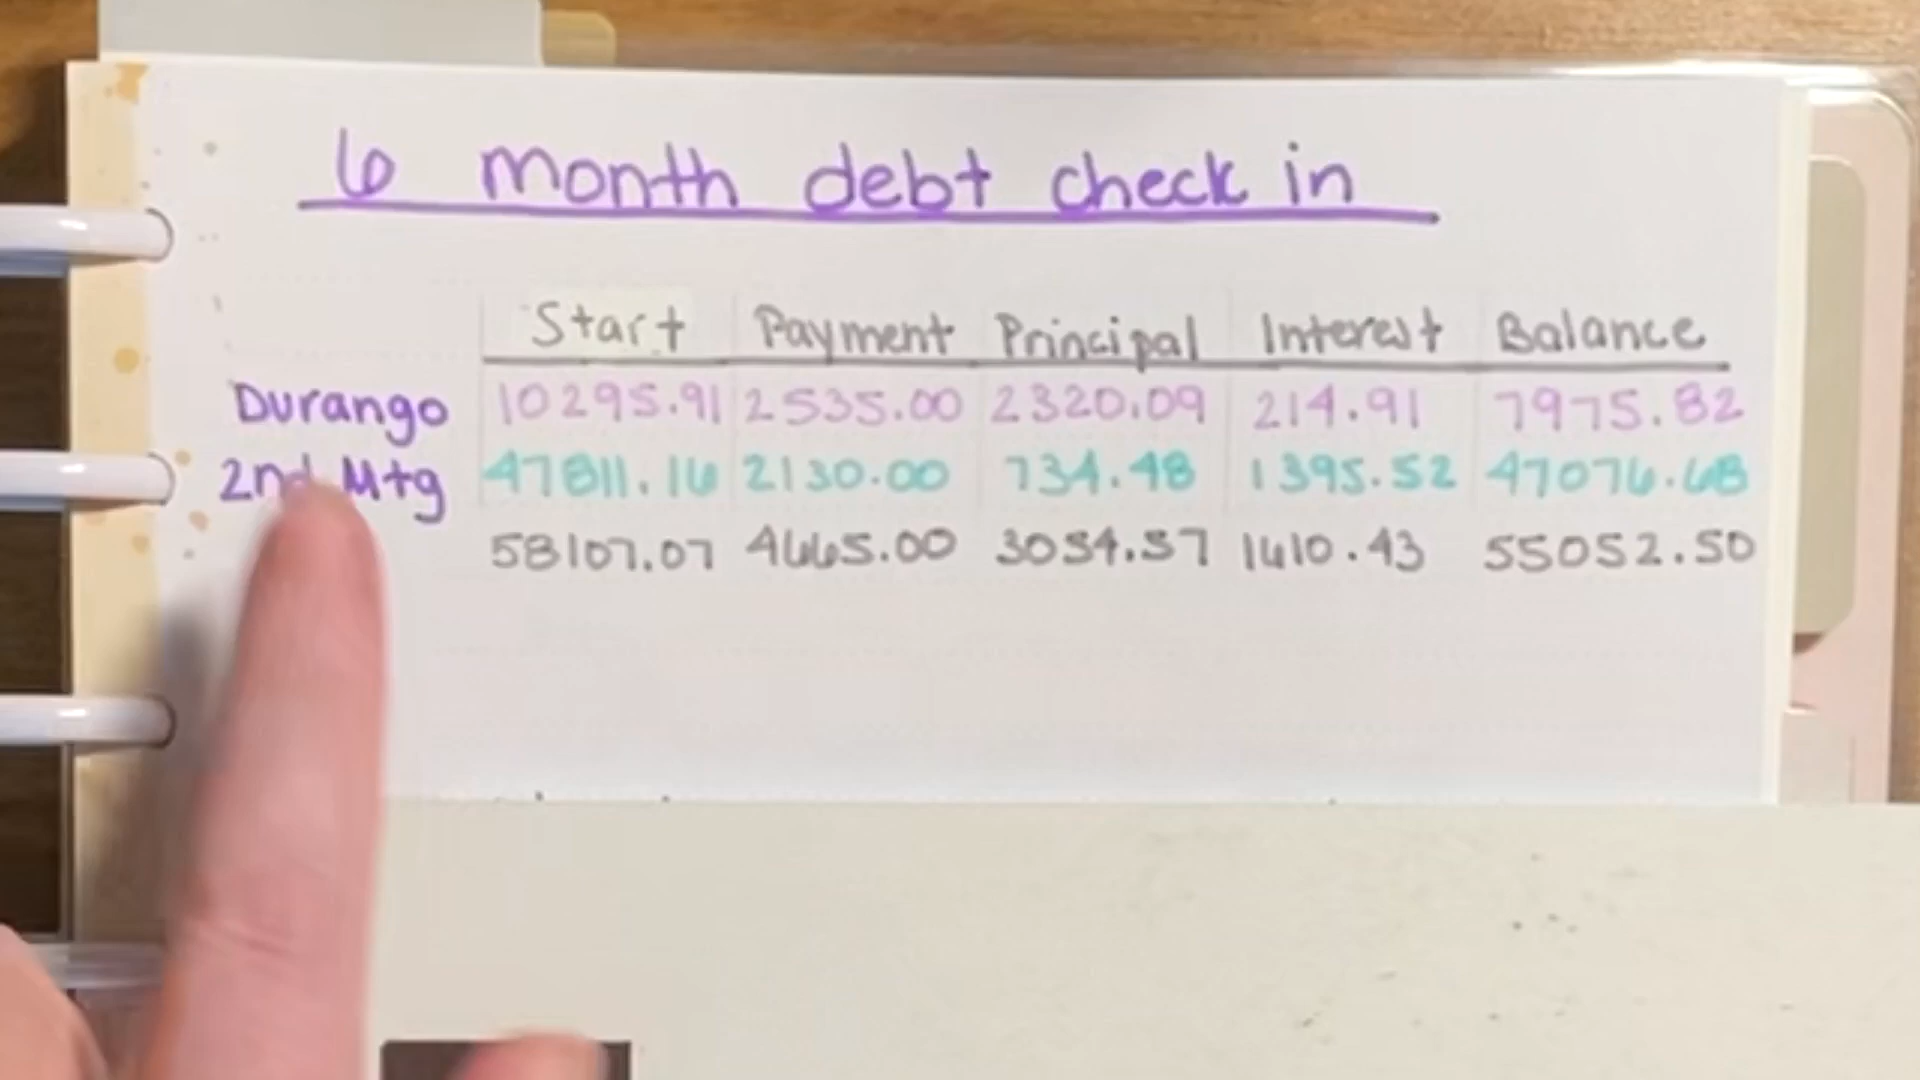 6 month debt check in
Start Payment Principal Interest Balance
Durango 10295.91 2535.00 2320.09 214.91 7975.82
2nd Mtg 47811.16 2130.00 734.48 1395.52 47076.68
58107.07 4665.00 3054.57 1610.43 55052.50